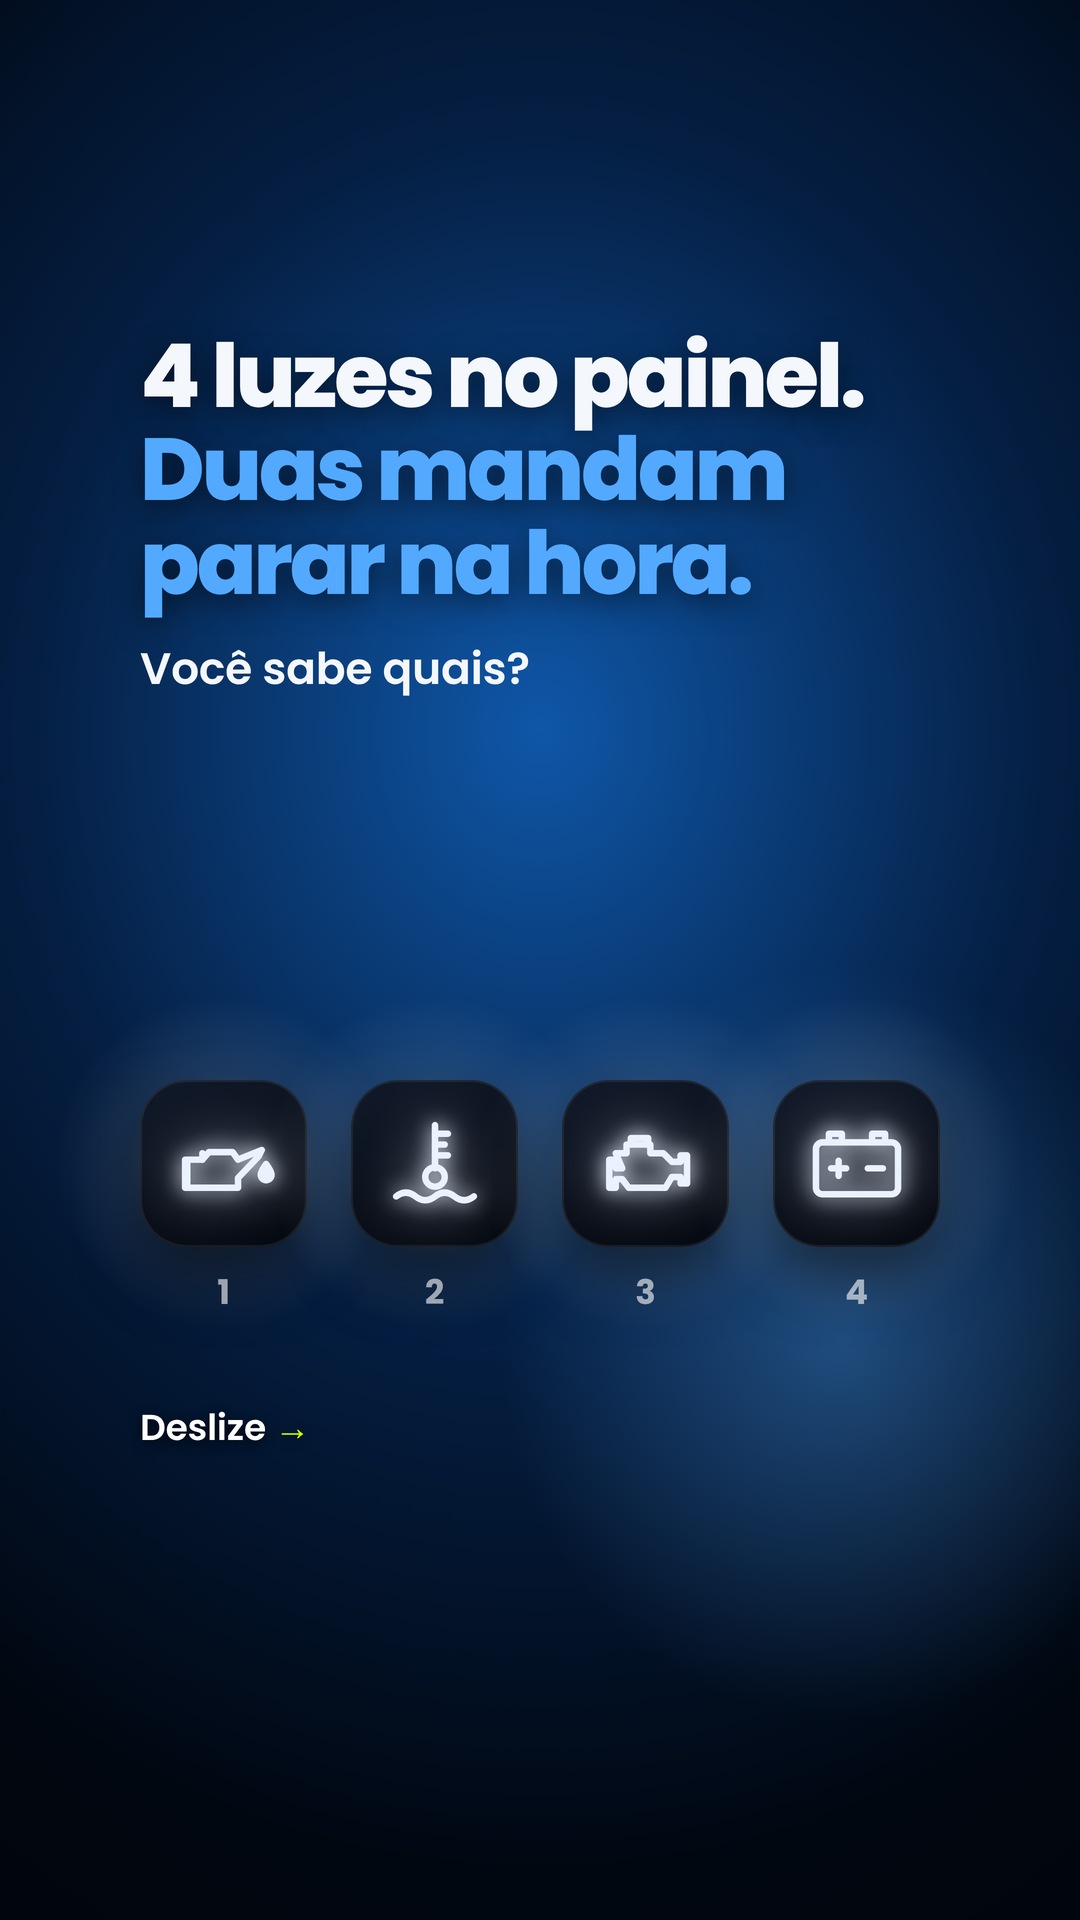 4 luzes no painel.
Duas mandam
parar na hora.
Você sabe quais?
1 2 3 4
Deslize →